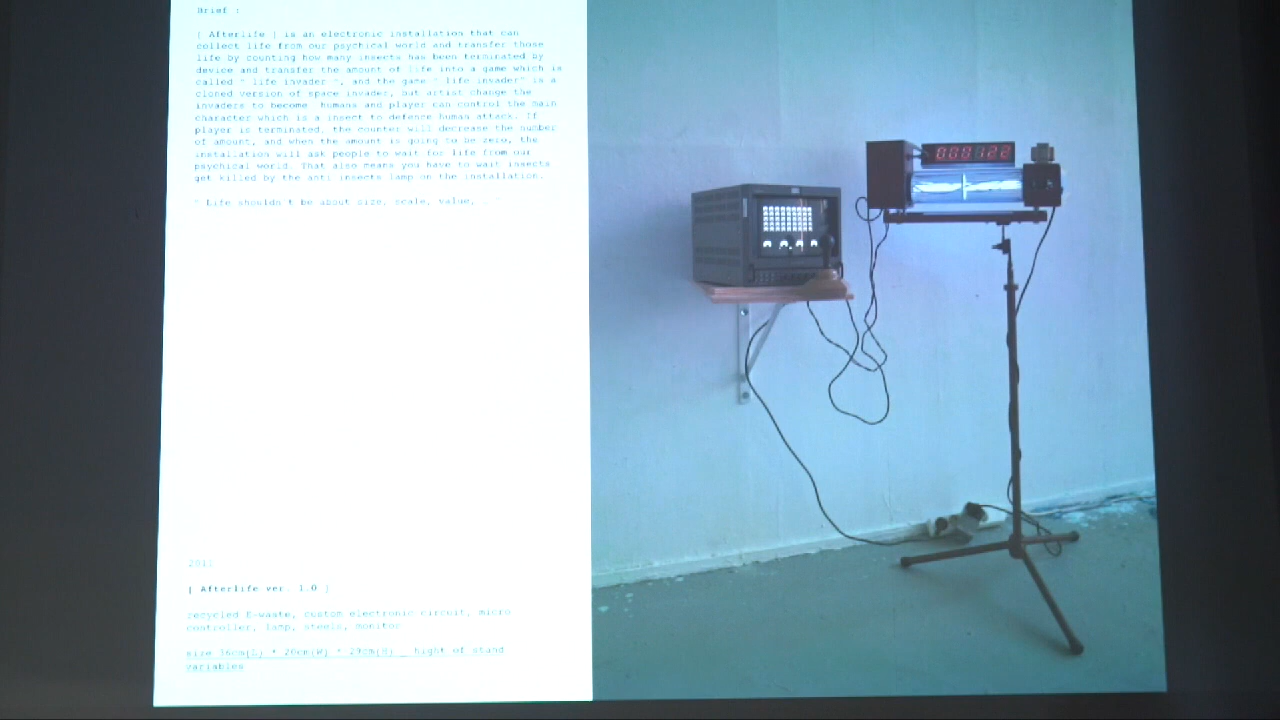 Brief :
[ Afterlife ] is an electronic installation that can
collect life from our psychical world and transfer those
life by counting how many insects has been terminated by
device and transfer the amount of life into a game which is
called " life invader ", and the game " life invader" is a
cloned version of space invader, but artist change the
invaders to become humans and player can control the main
character which is a insect to defence human attack. If
player is terminated, the counter will decrease the number
of amount, and when the amount is going to be zero, the
installation will ask people to wait for life from our
psychical world. That also means you have to wait insects
get killed by the anti insects lamp on the installation.
" Life shouldn't be about size, scale, value, ..."
000122
[ Afterlife ver. 1.0 ]
recycled E-waste, custom electronic circuit, micro
controller, lamp, steels, monitor
size 36cm(L) * 20cm(W) * 29cm(H) _ hight of stand
variables